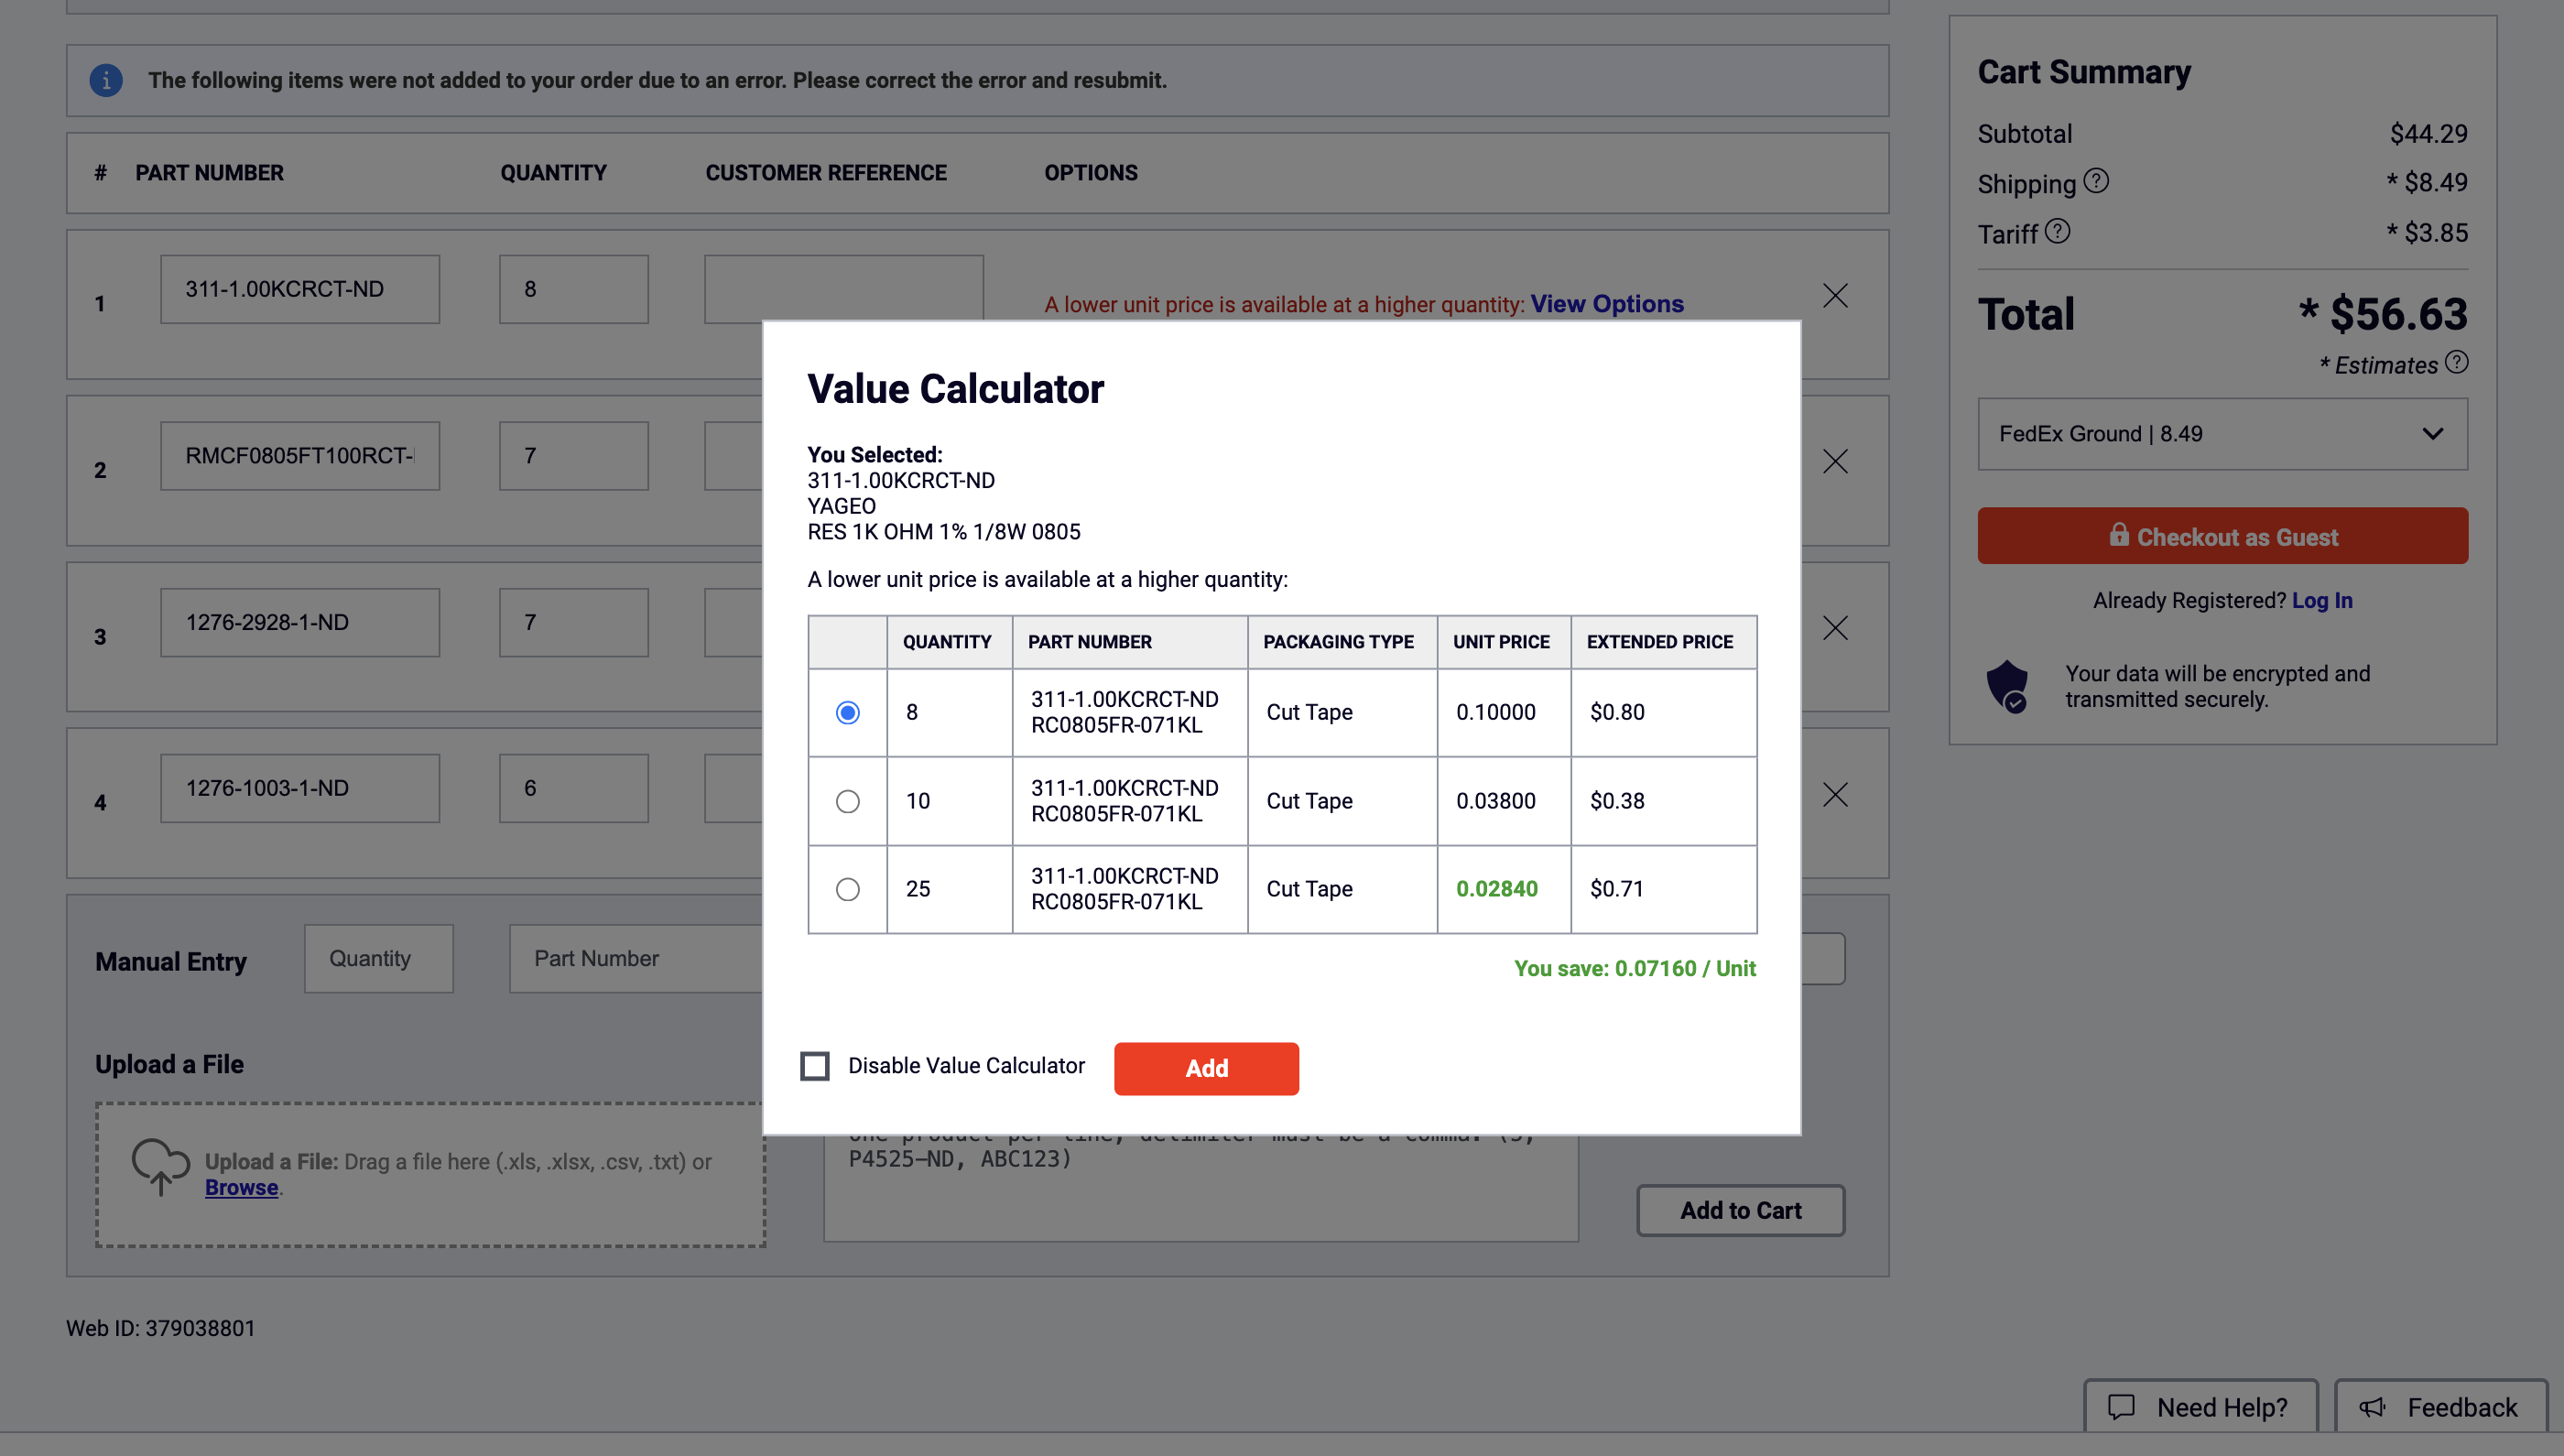 The following items were not added to your order due to an error. Please correct the error and resubmit.
# PART NUMBER QUANTITY CUSTOMER REFERENCE OPTIONS
1 311-1.00KCRCT-ND 8 A lower unit price is available at a higher quantity: View Options
2 RMCF0805FT100RCT- 7
3 1276-2928-1-ND 7
4 1276-1003-1-ND 6
Manual Entry Quantity Part Number
Upload a File
Upload a File: Drag a file here (.xls, .xlsx, .csv, .txt) or
Browse.
one product per line, delimiter must be a comma. (5,
P4525-ND, ABC123)
Add to Cart
Web ID: 379038801
Value Calculator
You Selected:
311-1.00KCRCT-ND
YAGEO
RES 1K OHM 1% 1/8W 0805
A lower unit price is available at a higher quantity:
QUANTITY PART NUMBER PACKAGING TYPE UNIT PRICE EXTENDED PRICE
8 311-1.00KCRCT-ND RC0805FR-071KL Cut Tape 0.10000 $0.80
10 311-1.00KCRCT-ND RC0805FR-071KL Cut Tape 0.03800 $0.38
25 311-1.00KCRCT-ND RC0805FR-071KL Cut Tape 0.02840 $0.71
You save: 0.07160 / Unit
Disable Value Calculator Add
Cart Summary
Subtotal $44.29
Shipping * $8.49
Tariff * $3.85
Total * $56.63
* Estimates
FedEx Ground | 8.49
Checkout as Guest
Already Registered? Log In
Your data will be encrypted and
transmitted securely.
Need Help? Feedback